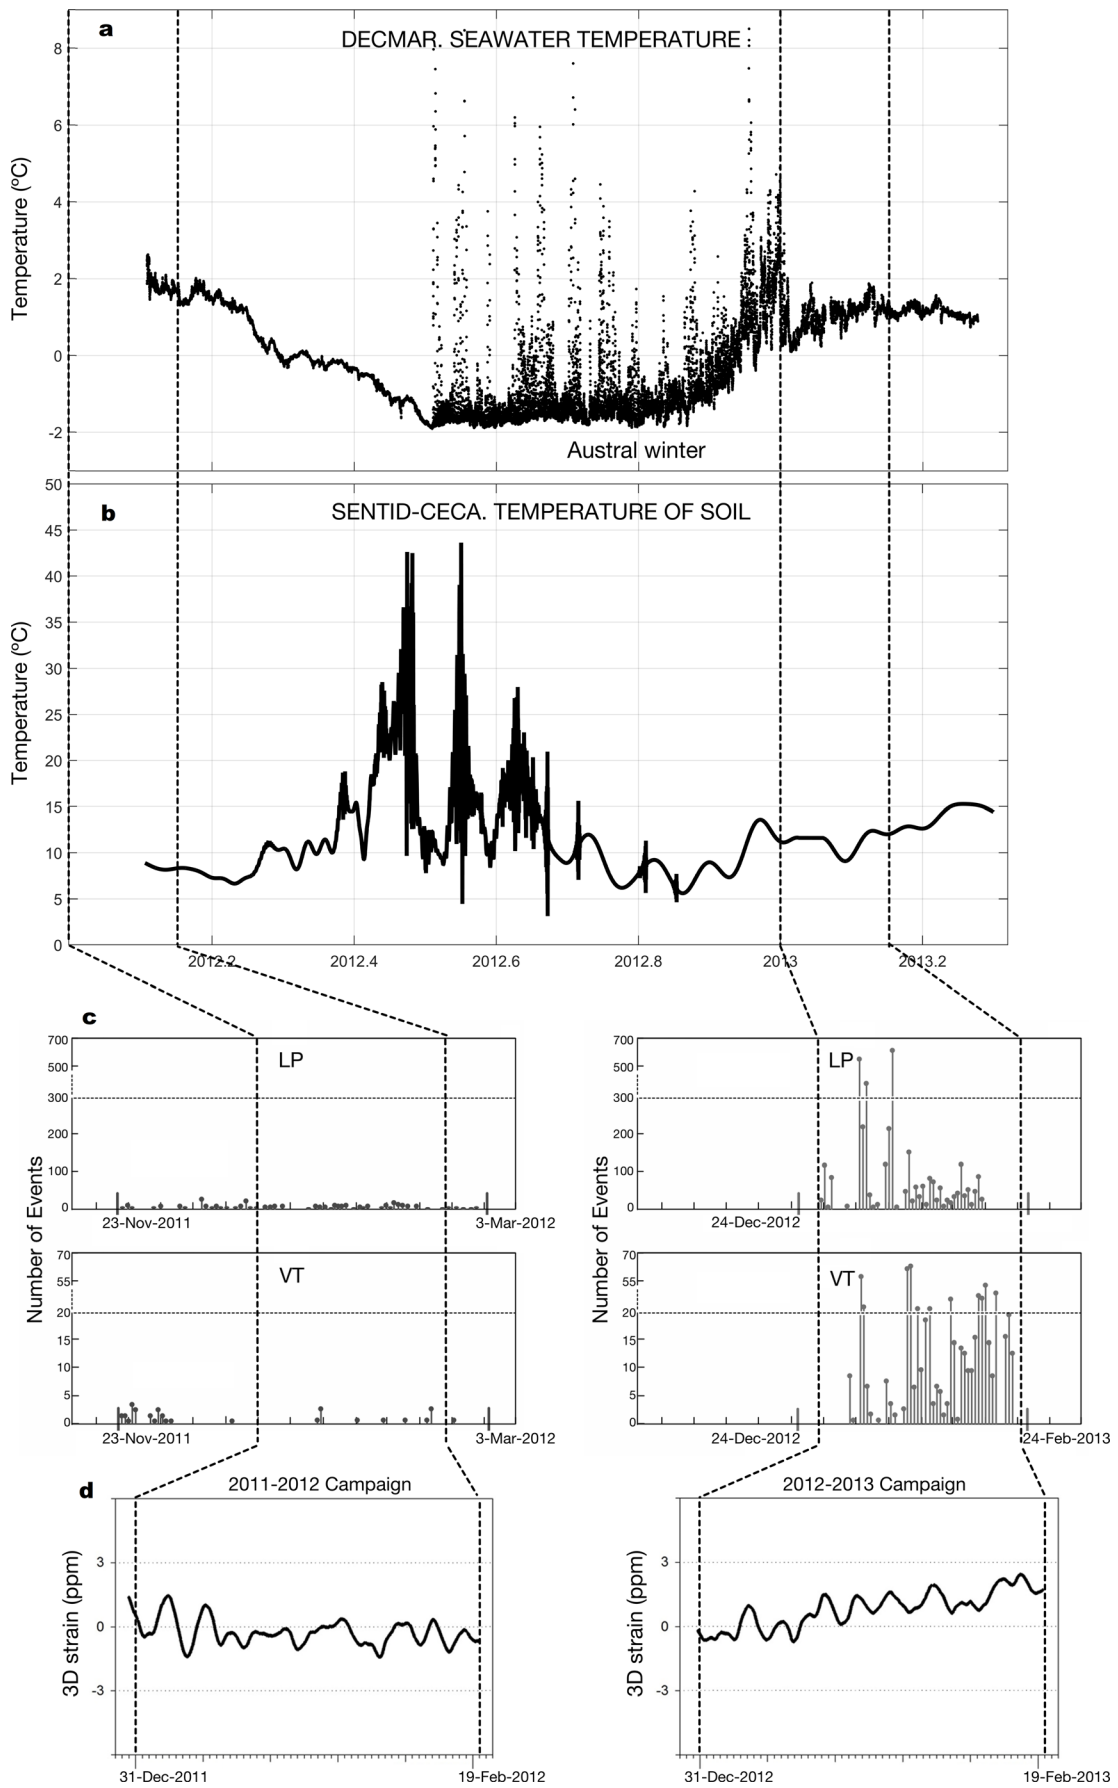 a
DECMAR. SEAWATER TEMPERATURE
Temperature (ºC)
8
6
4
2
0
-2
Austral winter
b
SENTID-CECA. TEMPERATURE OF SOIL
Temperature (ºC)
50
45
40
35
30
25
20
15
10
5
0
2012.2 2012.4 2012.6 2012.8 2013 2013.2
c
Number of Events
LP
700
500
300
200
100
0
23-Nov-2011 3-Mar-2012
VT
70
55
20
15
10
5
0
23-Nov-2011 3-Mar-2012
Number of Events
LP
700
500
300
200
100
0
24-Dec-2012
VT
70
55
20
15
10
5
0
24-Dec-2012 24-Feb-2013
d
2011-2012 Campaign
3D strain (ppm)
3
0
-3
31-Dec-2011 19-Feb-2012
2012-2013 Campaign
3D strain (ppm)
3
0
-3
31-Dec-2012 19-Feb-2013